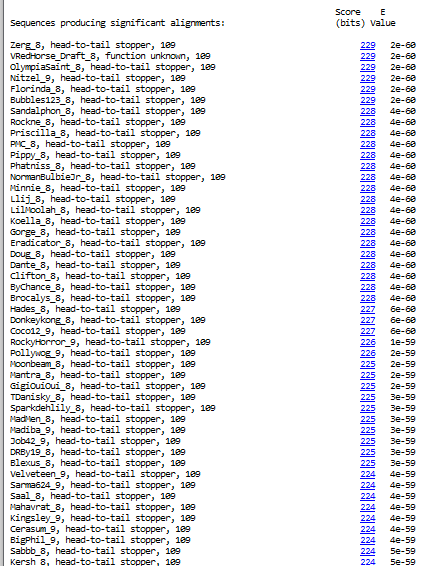 Score E
Sequences producing significant alignments: (bits) Value
Zerg_8, head-to-tail stopper, 109 229 2e-60
VRedHorse_Draft_8, function unknown, 109 229 2e-60
OlympiaSaint_8, head-to-tail stopper, 109 229 2e-60
Nitzel_9, head-to-tail stopper, 109 229 2e-60
Florinda_8, head-to-tail stopper, 109 229 2e-60
Bubbles123_8, head-to-tail stopper, 109 229 2e-60
Sandalphon_8, head-to-tail stopper, 109 228 4e-60
Rockne_8, head-to-tail stopper, 109 228 4e-60
Priscilla_8, head-to-tail stopper, 109 228 4e-60
PMC_8, head-to-tail stopper, 109 228 4e-60
Pippy_8, head-to-tail stopper, 109 228 4e-60
Phatniss_8, head-to-tail stopper, 109 228 4e-60
NormanBulbieJr_8, head-to-tail stopper, 109 228 4e-60
Minnie_8, head-to-tail stopper, 109 228 4e-60
Llij_8, head-to-tail stopper, 109 228 4e-60
LilMoolah_8, head-to-tail stopper, 109 228 4e-60
Koella_8, head-to-tail stopper, 109 228 4e-60
Gorge_8, head-to-tail stopper, 109 228 4e-60
Eradicator_8, head-to-tail stopper, 109 228 4e-60
Doug_8, head-to-tail stopper, 109 228 4e-60
Dante_8, head-to-tail stopper, 109 228 4e-60
Clifton_8, head-to-tail stopper, 109 228 4e-60
ByChance_8, head-to-tail stopper, 109 228 4e-60
Brocalys_8, head-to-tail stopper, 109 228 4e-60
Hades_8, head-to-tail stopper, 109 227 6e-60
Donkeykong_8, head-to-tail stopper, 109 227 6e-60
Coco12_9, head-to-tail stopper, 109 227 6e-60
RockyHorror_9, head-to-tail stopper, 109 226 1e-59
Pollywog_9, head-to-tail stopper, 109 226 2e-59
Moonbeam_8, head-to-tail stopper, 109 225 2e-59
Mantra_8, head-to-tail stopper, 109 225 2e-59
GigiOuiOui_8, head-to-tail stopper, 109 225 2e-59
TDanisky_8, head-to-tail stopper, 109 225 3e-59
Sparkdehlily_8, head-to-tail stopper, 109 225 3e-59
MadMen_8, head-to-tail stopper, 109 225 3e-59
Madiba_9, head-to-tail stopper, 109 225 3e-59
Job42_9, head-to-tail stopper, 109 225 3e-59
DRBy19_8, head-to-tail stopper, 109 225 3e-59
Blexus_8, head-to-tail stopper, 109 225 3e-59
Velveteen_9, head-to-tail stopper, 109 224 4e-59
Sarma624_9, head-to-tail stopper, 109 224 4e-59
Saal_8, head-to-tail stopper, 109 224 4e-59
Mahavrat_8, head-to-tail stopper, 109 224 4e-59
Kingsley_9, head-to-tail stopper, 109 224 4e-59
Cerasum_9, head-to-tail stopper, 109 224 4e-59
BigPhil_9, head-to-tail stopper, 109 224 4e-59
Sabbb_8, head-to-tail stopper, 109 224 5e-59
Kersh_8, head-to-tail stopper, 109 224 5e-59